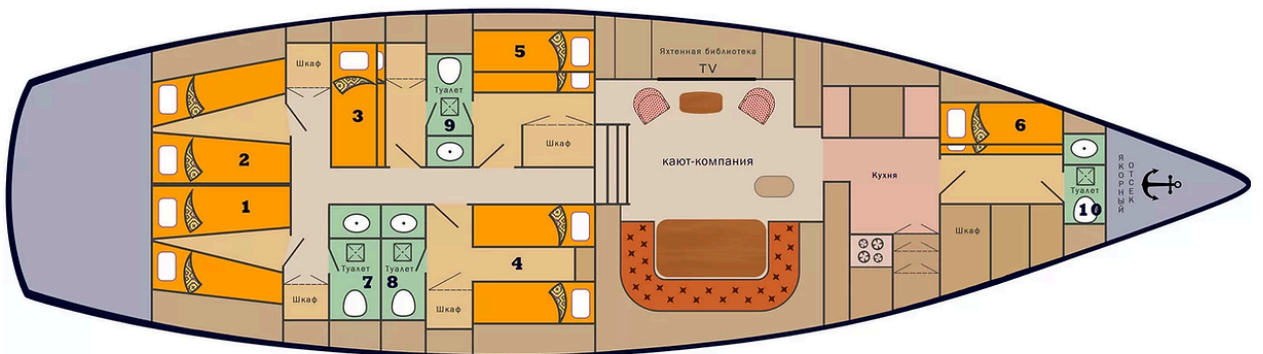 Яхтенная библиотека
TV
Шкаф
5
3
Туалет
9
6
2
Шкаф
кают-компания
Кухня
ЯКОРНЫЙ
ОТСЕК
Туалет
10
1
Шкаф
4
Туалет
7
Туалет
8
Шкаф
Шкаф